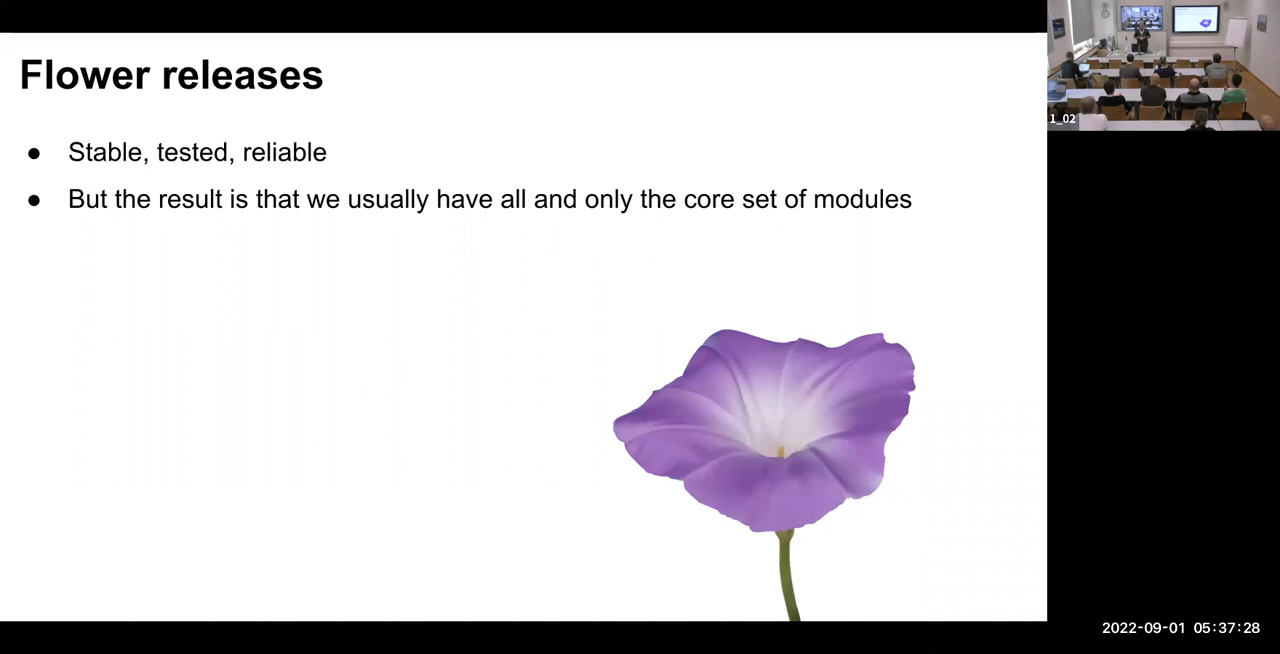 Flower releases
● Stable, tested, reliable
● But the result is that we usually have all and only the core set of modules
1_02
2022-09-01 05:37:28